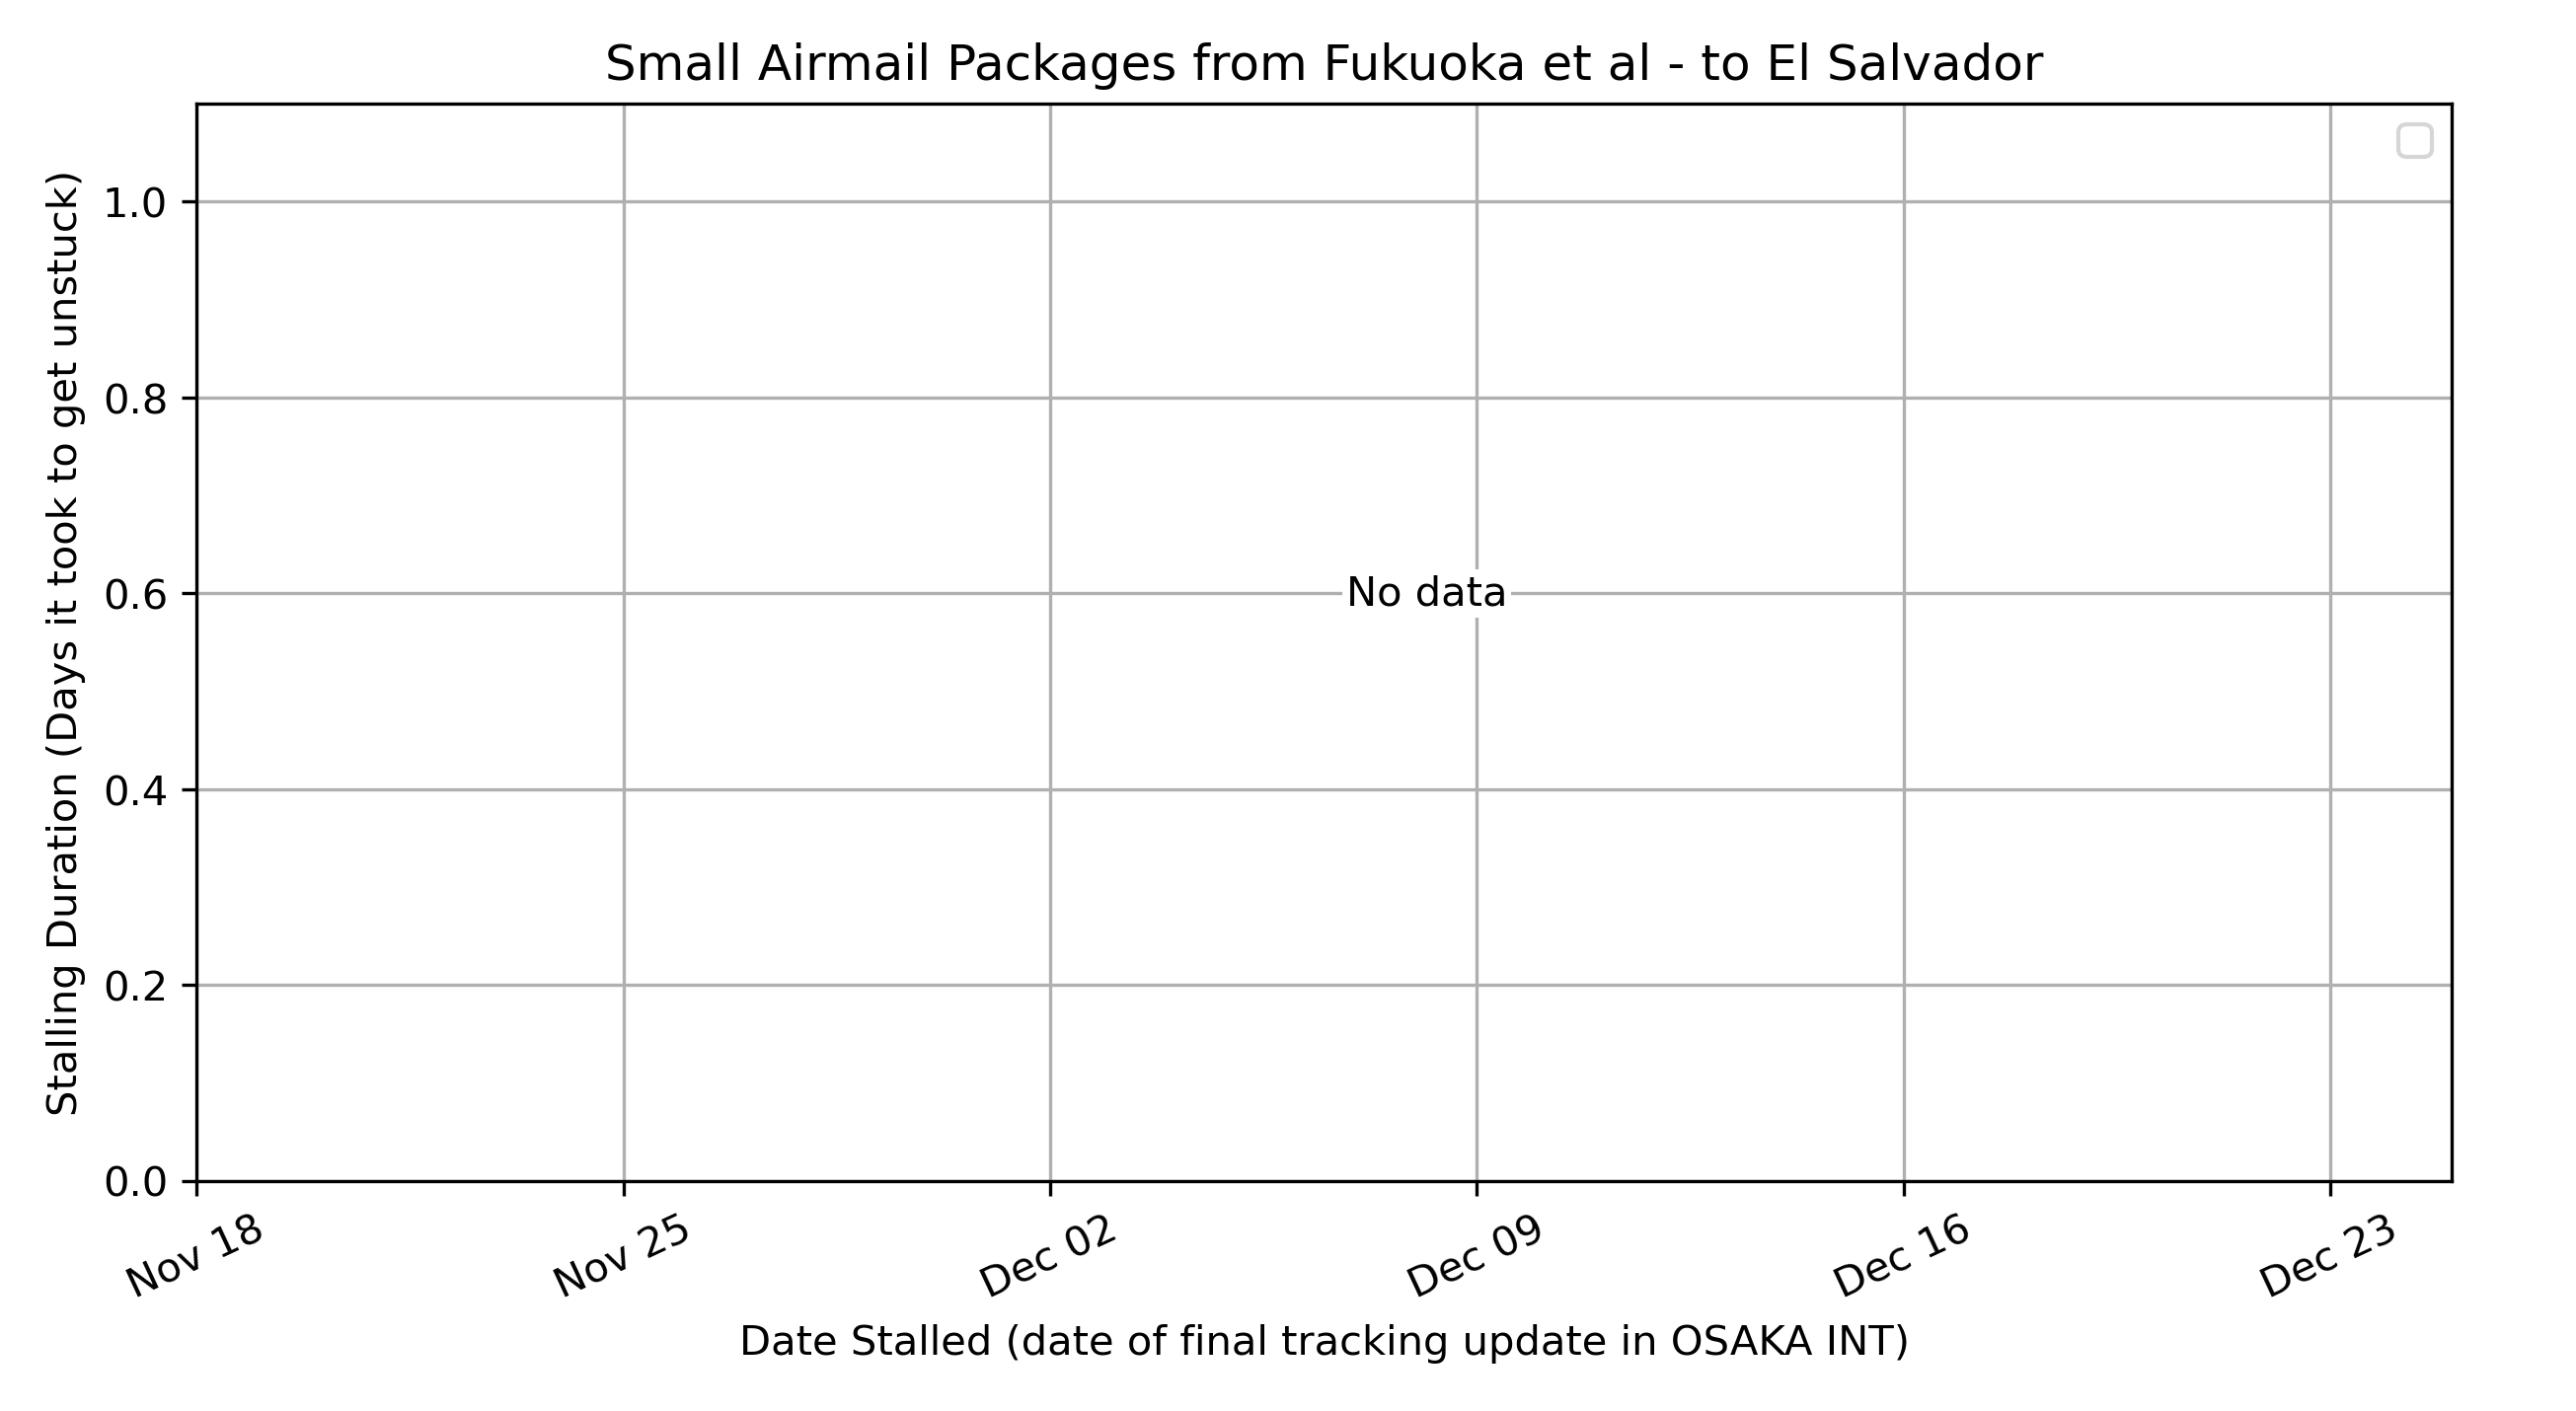 Small Airmail Packages from Fukuoka et al - to El Salvador
Stalling Duration (Days it took to get unstuck)
1.0
0.8
0.6
0.4
0.2
0.0
No data
Nov 18
Nov 25
Dec 02
Dec 09
Dec 16
Dec 23
Date Stalled (date of final tracking update in OSAKA INT)